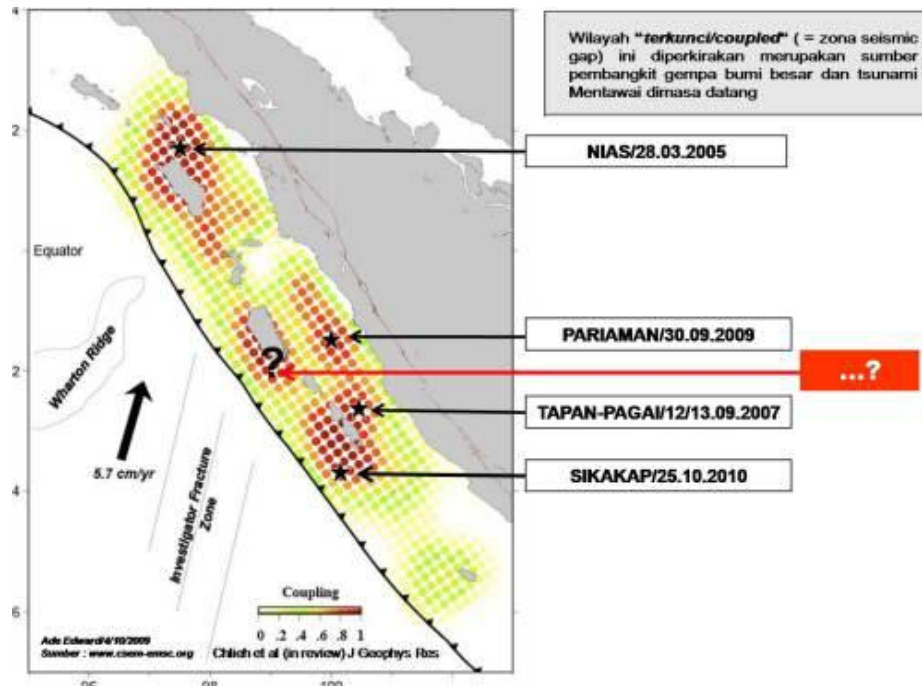 4
Wilayah "terkunci/coupled" ( = zona seismic
gap) ini diperkirakan merupakan sumber
pembangkit gempa bumi besar dan tsunami
Mentawai dimasa datang
2
NIAS/28.03.2005
Equator
PARIAMAN/30.09.2009
Wharton Ridge
?
2
...?
TAPAN-PAGAI/12/13.09.2007
5.7 cm/yr
SIKAKAP/25.10.2010
4
Investigator Fracture
Zone
Coupling
0 .2 .4 .6 .8 1
6
Ade Edward/4/10/2009
Sumber : www.csem-emsc.org
Chlieh et al (in review) J Geophys Res